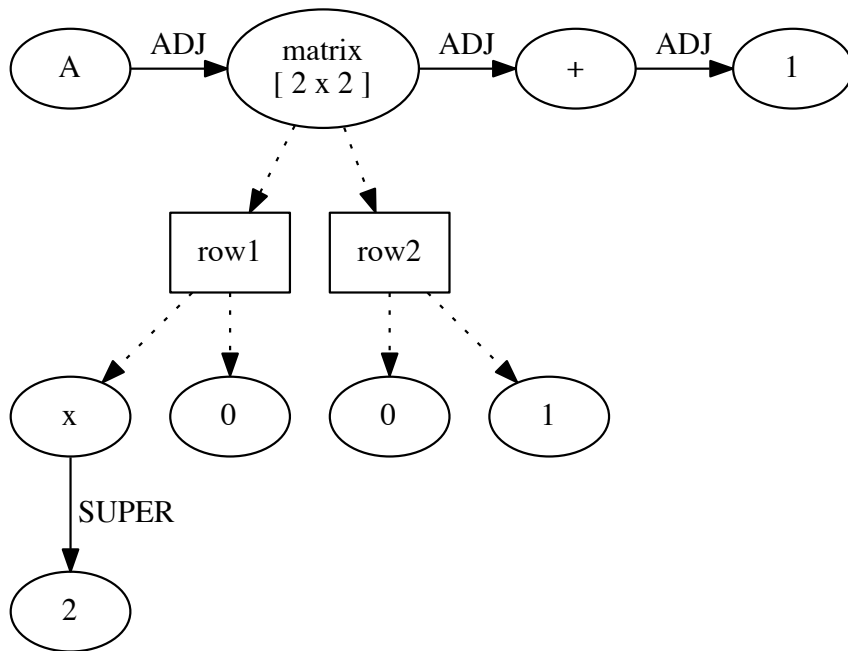 ADJ
ADJ
ADJ
A
matrix
[ 2 x 2 ]
+
1
row1
row2
x
0
0
1
SUPER
2